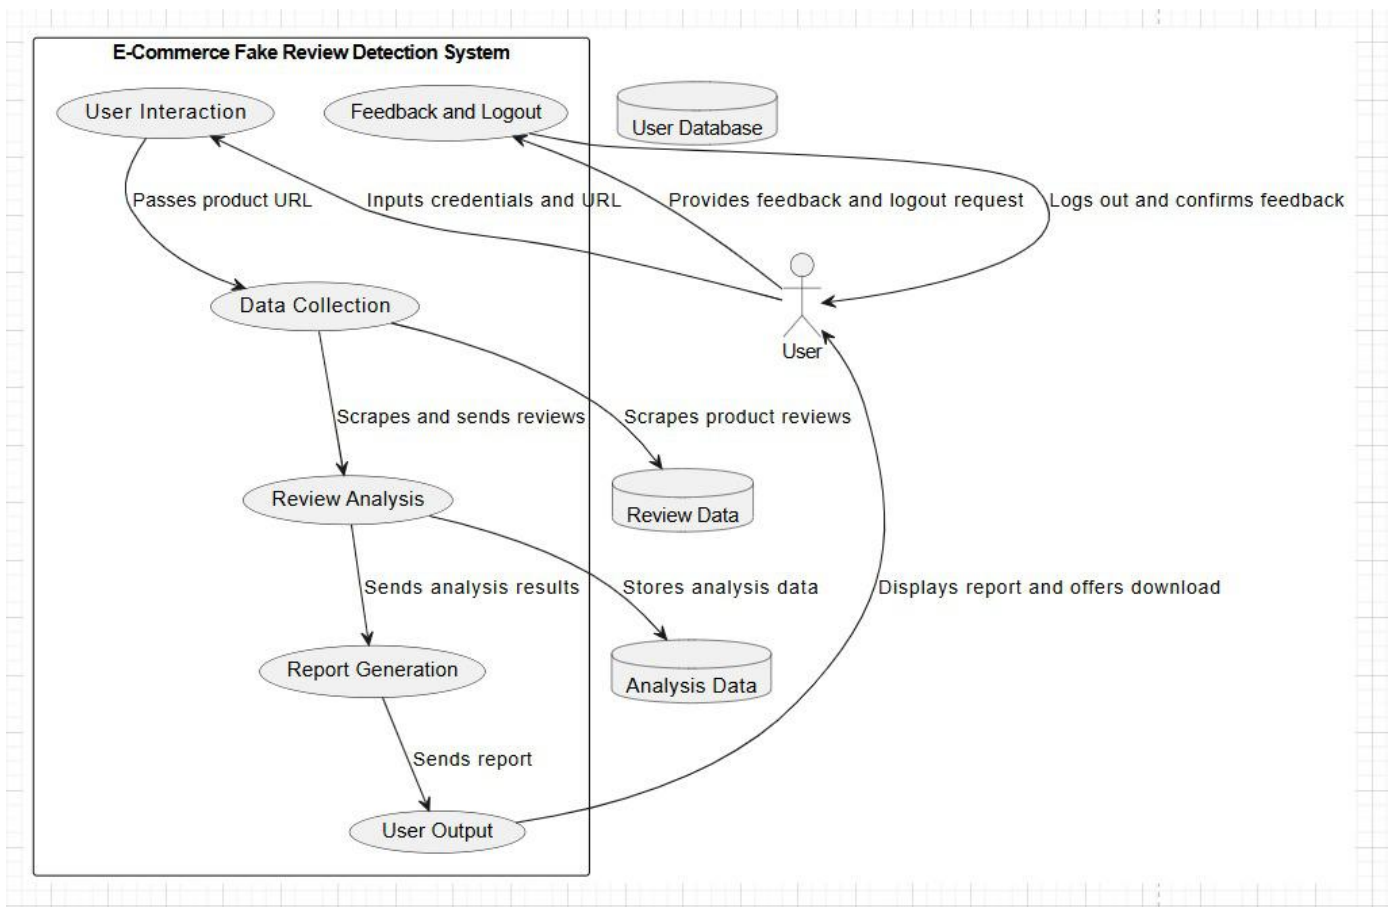 E-Commerce Fake Review Detection System
User Interaction
Feedback and Logout
User Database
Passes product URL
Inputs credentials and URL
Provides feedback and logout request
Logs out and confirms feedback
Data Collection
User
Scrapes and sends reviews
Scrapes product reviews
Review Analysis
Review Data
Sends analysis results
Stores analysis data
Displays report and offers download
Report Generation
Analysis Data
Sends report
User Output